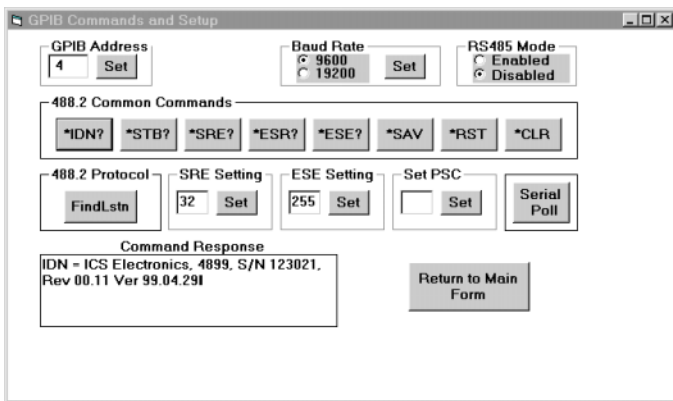 GPIB Commands and Setup
GPIB Address
4 Set
Baud Rate
9600
19200
Set
RS485 Mode
Enabled
Disabled
488.2 Common Commands
*IDN? *STB? *SRE? *ESR? *ESE? *SAV *RST *CLR
488.2 Protocol
FindLstn
SRE Setting
32 Set
ESE Setting
255 Set
Set PSC
Set
Serial
Poll
Command Response
IDN = ICS Electronics, 4899, S/N 123021,
Rev 00.11 Ver 99.04.29
Return to Main
Form